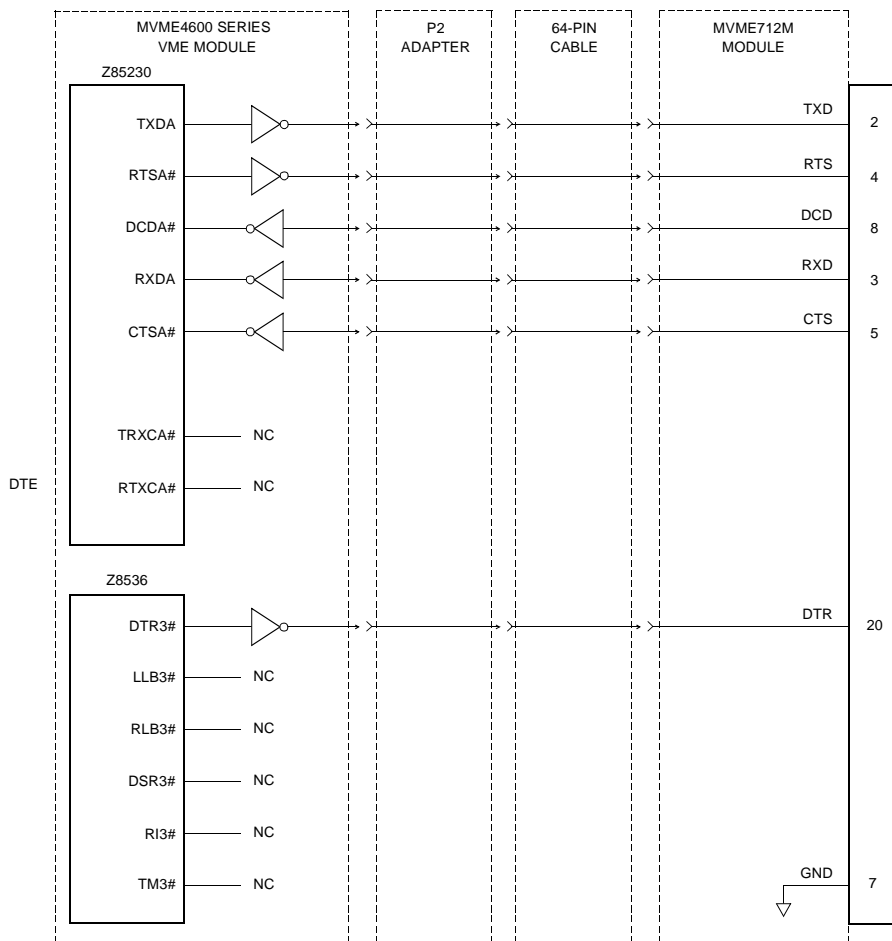 MVME4600 SERIES
VME MODULE
P2
ADAPTER
64-PIN
CABLE
MVME712M
MODULE
Z85230
TXDA
TXD
2
RTSA#
RTS
4
DCDA#
DCD
8
RXDA
RXD
3
CTSA#
CTS
5
TRXCA#
NC
DTE
RTXCA#
NC
Z8536
DTR3#
DTR
20
LLB3#
NC
RLB3#
NC
DSR3#
NC
RI3#
NC
TM3#
NC
GND
7